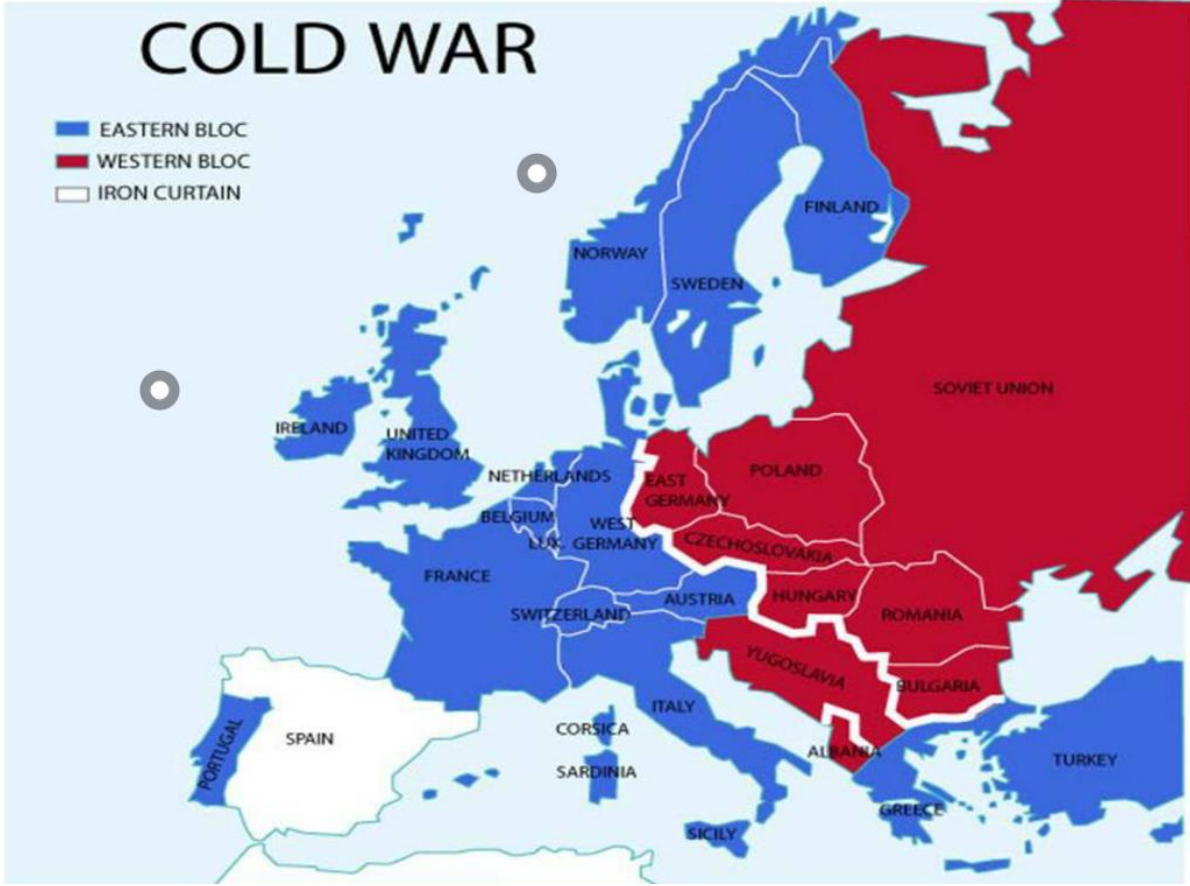 COLD WAR
EASTERN BLOC
WESTERN BLOC
IRON CURTAIN
FINLAND
NORWAY
SWEDEN
SOVIET UNION
IRELAND
UNITED
KINGDOM
NETHERLANDS
EAST
GERMANY
POLAND
BELGIUM
WEST
GERMANY
LUX.
CZECHOSLOVAKIA
FRANCE
SWITZERLAND
AUSTRIA
HUNGARY
ROMANIA
YUGOSLAVIA
BULGARIA
ITALY
CORSICA
SPAIN
PORTUGAL
ALBANIA
TURKEY
SARDINIA
GREECE
SICILY